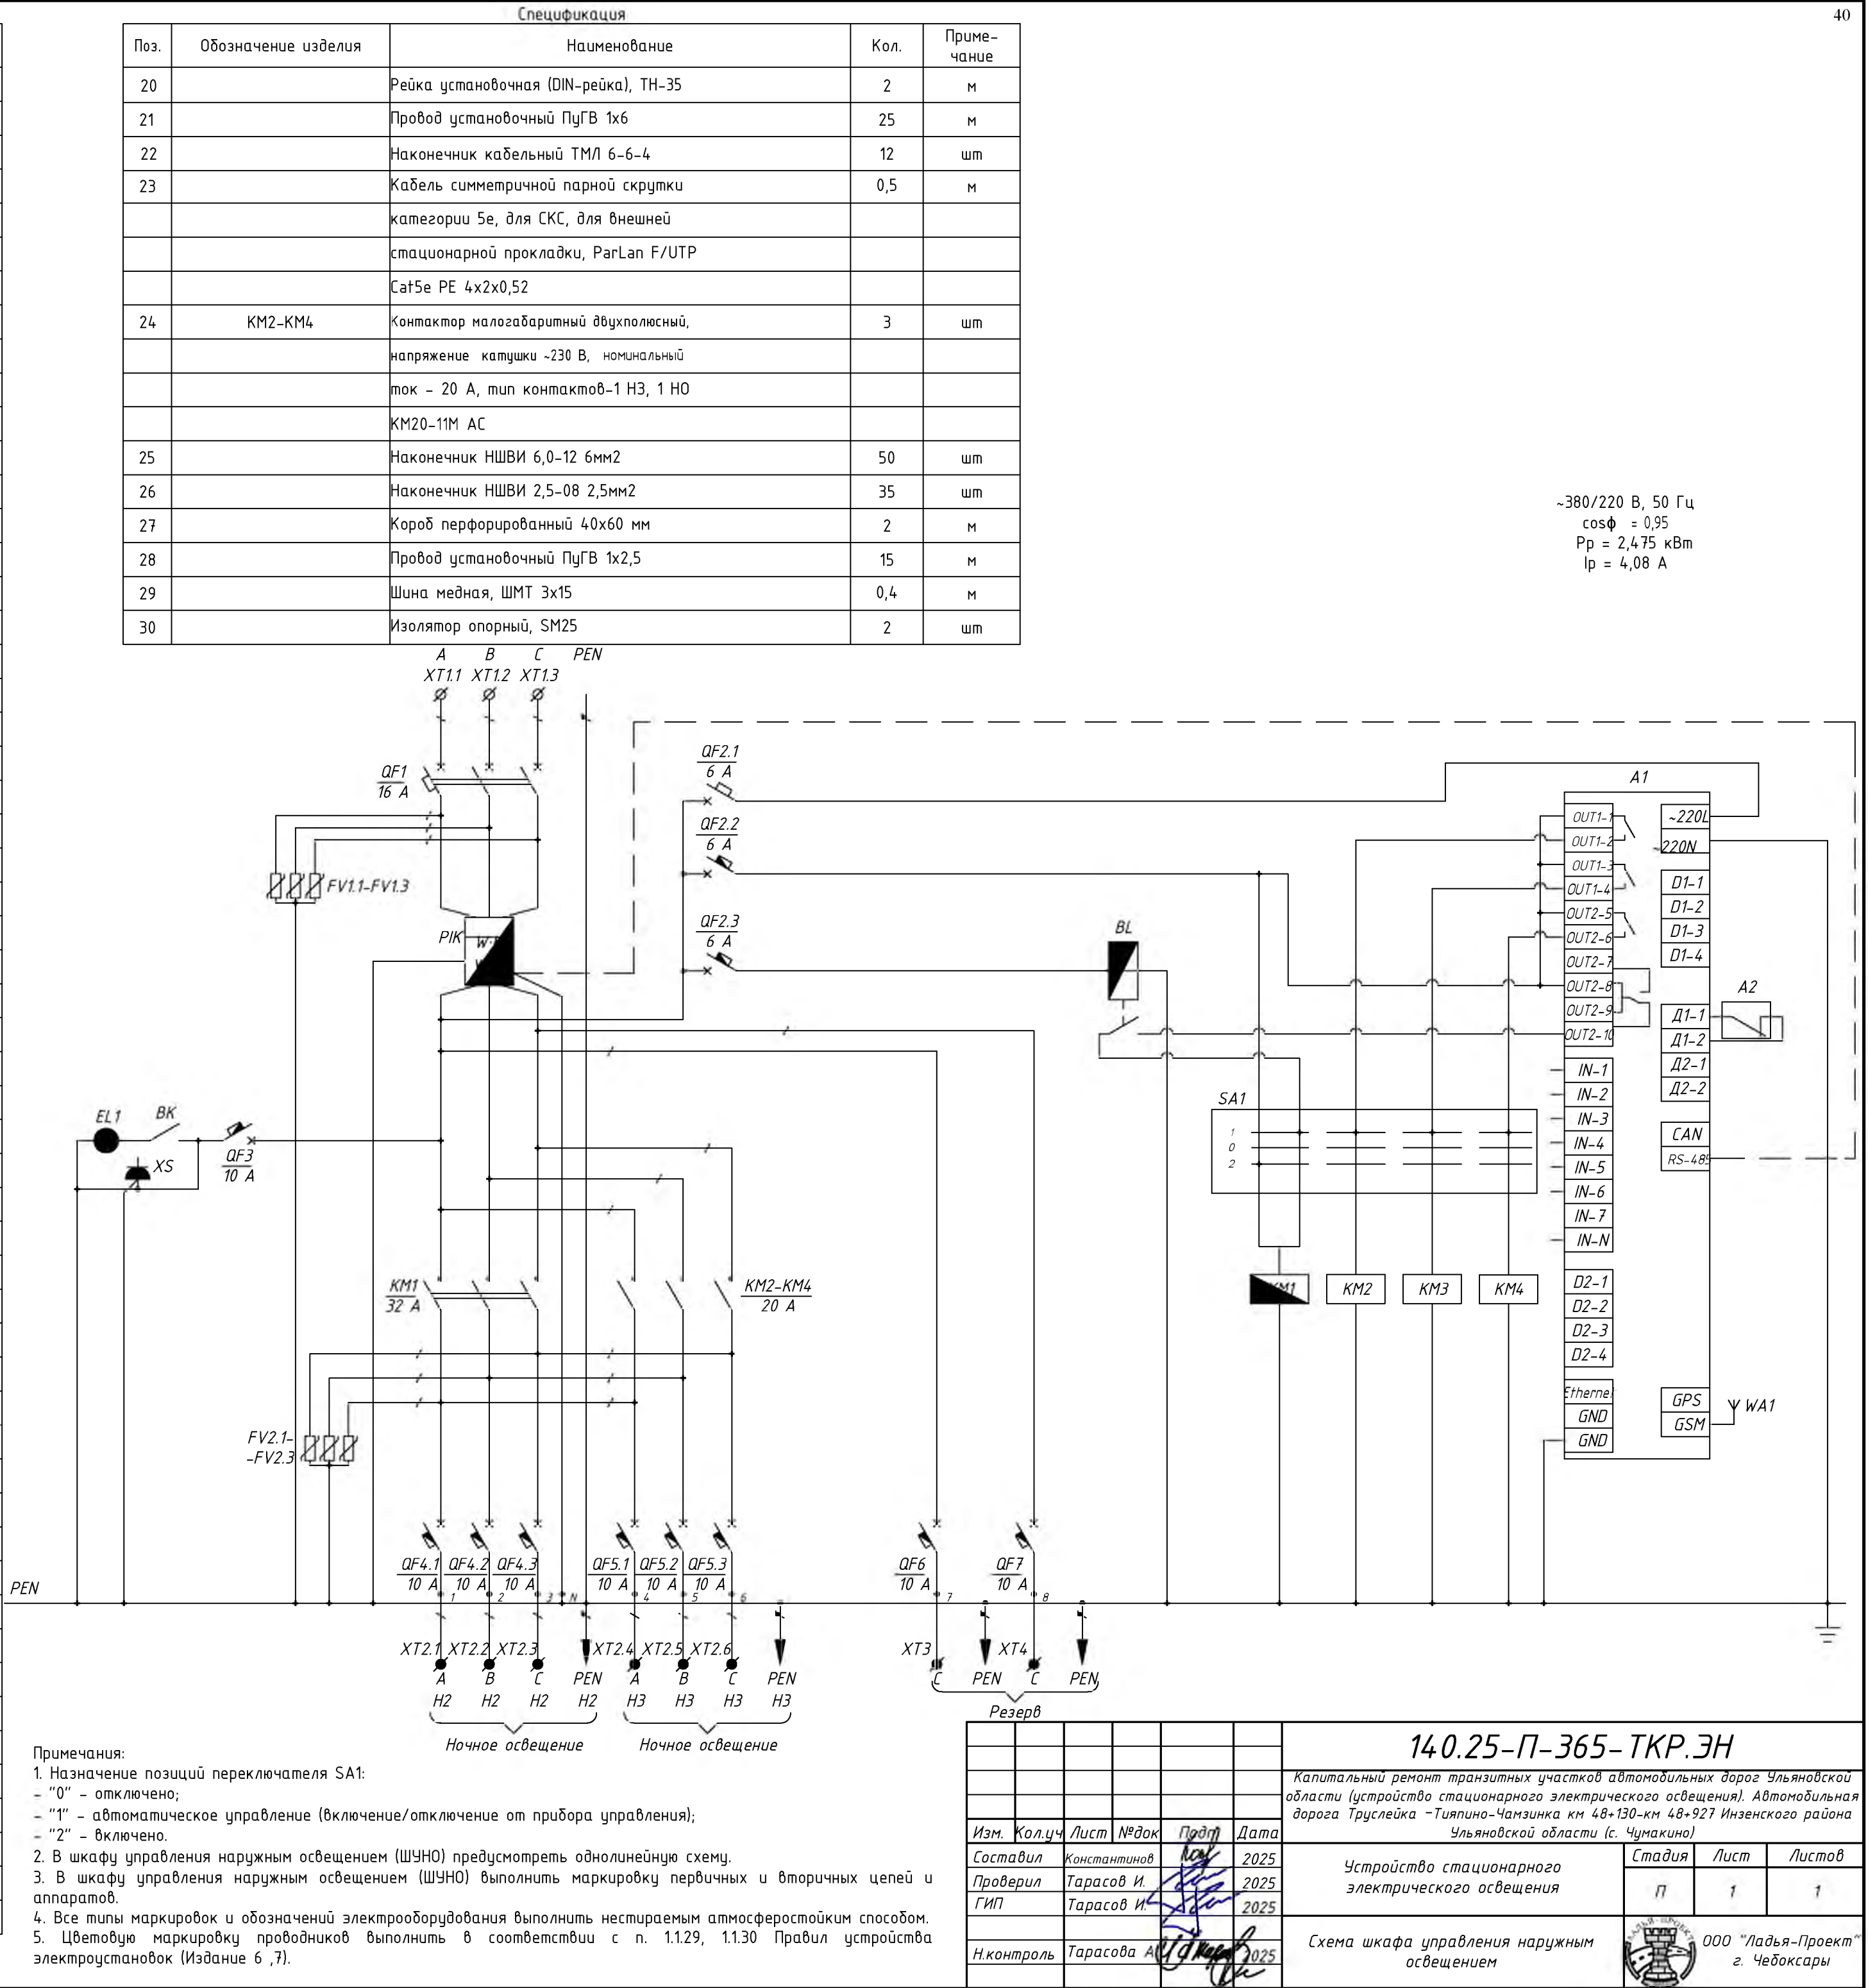 Спецификация
40
Поз. Обозначение изделия Наименование Кол. Приме-
чание
20 Рейка установочная (DIN-рейка), ТН-35 2 м
21 Провод установочный ПуГВ 1х6 25 м
22 Наконечник кабельный ТМЛ 6-6-4 12 шт
23 Кабель симметричной парной скрутки 0,5 м
категории 5е, для СКС, для внешней
стационарной прокладки, ParLan F/UTP
Cat5e PE 4х2х0,52
24 КМ2-КМ4 Контактор малогабаритный двухполюсный, 3 шт
напряжение катушки ~230 В, номинальный
ток - 20 А, тип контактов-1 НЗ, 1 НО
КМ20-11М АС
25 Наконечник НШВИ 6,0-12 6мм2 50 шт
26 Наконечник НШВИ 2,5-08 2,5мм2 35 шт
27 Короб перфорированный 40х60 мм 2 м
28 Провод установочный ПуГВ 1х2,5 15 м
29 Шина медная, ШМТ 3х15 0,4 м
30 Изолятор опорный, SM25 2 шт
~380/220 В, 50 Гц
cosϕ = 0,95
Рр = 2,475 кВт
Iр = 4,08 А
A B C PEN
XT1.1 XT1.2 XT1.3
QF1
16 A
FV1.1-FV1.3
PIK
W
QF2.1
6 A
QF2.2
6 A
QF2.3
6 A
BL
A1
OUT1-1
OUT1-2
OUT1-3
OUT1-4
OUT2-5
OUT2-6
OUT2-7
OUT2-8
OUT2-9
OUT2-10
IN-1
IN-2
IN-3
IN-4
IN-5
IN-6
IN-7
IN-N
D2-1
D2-2
D2-3
D2-4
Ethernet
GND
GND
~220L
~220N
D1-1
D1-2
D1-3
D1-4
Д1-1
Д1-2
Д2-1
Д2-2
CAN
RS-485
GPS
GSM
A2
WA1
SA1
1
0
2
KM1 KM2 KM3 KM4
EL1 BK
XS
QF3
10 A
KM1
32 A
KM2-KM4
20 A
FV2.1-
-FV2.3
QF4.1 QF4.2 QF4.3 QF5.1 QF5.2 QF5.3 QF6 QF7
10 A 10 A 10 A 10 A 10 A 10 A 10 A 10 A
PEN
1 2 3 N 4 5 6 7 8
XT2.1 XT2.2 XT2.3 XT2.4 XT2.5 XT2.6 XT3 XT4
A B C PEN A B C PEN C PEN C PEN
H2 H2 H2 H2 H3 H3 H3 H3
Ночное освещение Ночное освещение
Резерв
Примечания:
1. Назначение позиций переключателя SA1:
- "0" - отключено;
- "1" - автоматическое управление (включение/отключение от прибора управления);
- "2" - включено.
2. В шкафу управления наружным освещением (ШУНО) предусмотреть однолинейную схему.
3. В шкафу управления наружным освещением (ШУНО) выполнить маркировку первичных и вторичных цепей и
аппаратов.
4. Все типы маркировок и обозначений электрооборудования выполнить нестираемым атмосферостойким способом.
5. Цветовую маркировку проводников выполнить в соответствии с п. 1.1.29, 1.1.30 Правил устройства
электроустановок (Издание 6 ,7).
140.25-П-365-ТКР.ЭН
Капитальный ремонт транзитных участков автомобильных дорог Ульяновской
области (устройство стационарного электрического освещения). Автомобильная
дорога Труслейка -Тияпино-Чамзинка км 48+130-км 48+927 Инзенского района
Ульяновской области (с. Чумакино)
Изм. Кол.уч Лист №док Подп Дата
Составил Константинов 2025
Проверил Тарасов И. 2025
ГИП Тарасов И. 2025
Н.контроль Тарасова А 2025
Устройство стационарного
электрического освещения
Стадия Лист Листов
П 1 1
Схема шкафа управления наружным
освещением
ЛАДЬЯ-ПРОЕКТ
ООО "Ладья-Проект"
г. Чебоксары